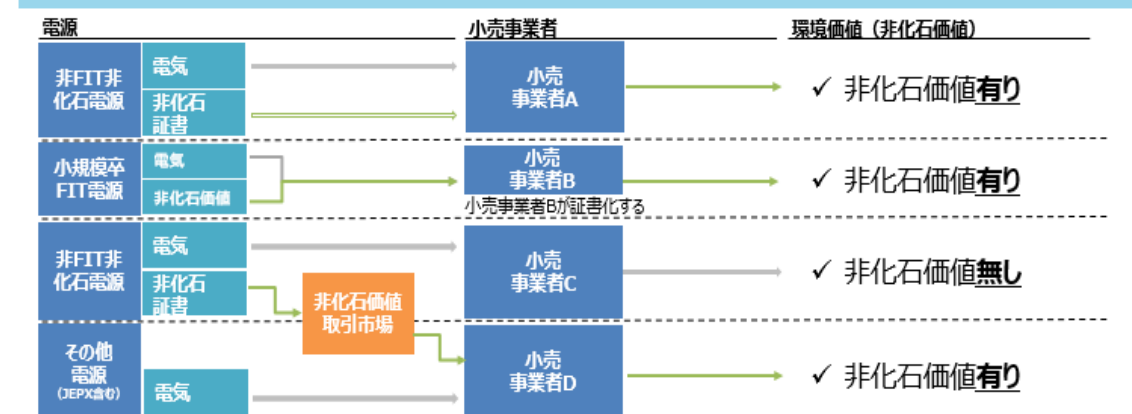 電源
小売事業者
環境価値（非化石価値）
非FIT非
化石電源
電気
非化石
証書
小売
事業者A
✓ 非化石価値有り
小規模卒
FIT電源
電気
非化石価値
小売
事業者B
小売事業者Bが証書化する
✓ 非化石価値有り
非FIT非
化石電源
電気
非化石
証書
非化石価値
取引市場
小売
事業者C
✓ 非化石価値無し
その他
電源
(JEPX含む)
電気
小売
事業者D
✓ 非化石価値有り